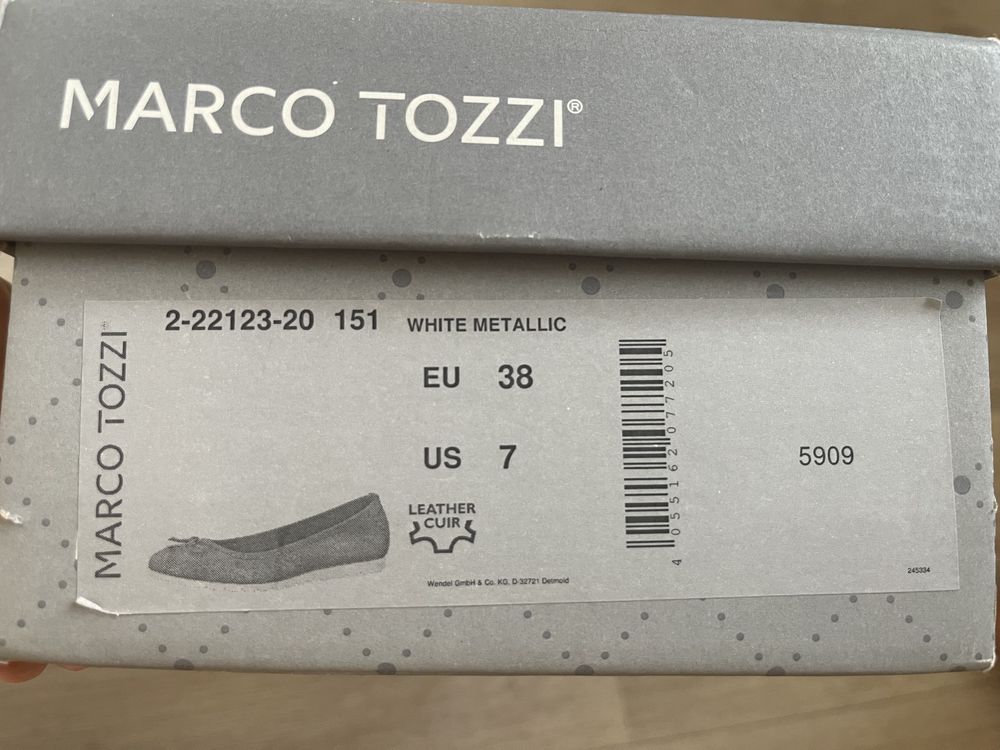 MARCO TOZZI®
MARCO TOZZI®
2-22123-20 151 WHITE METALLIC
EU 38
US 7
LEATHER
CUIR
Wendel GmbH & Co. KG, D-32721 Detmold
4 055162 077205
5909
245334